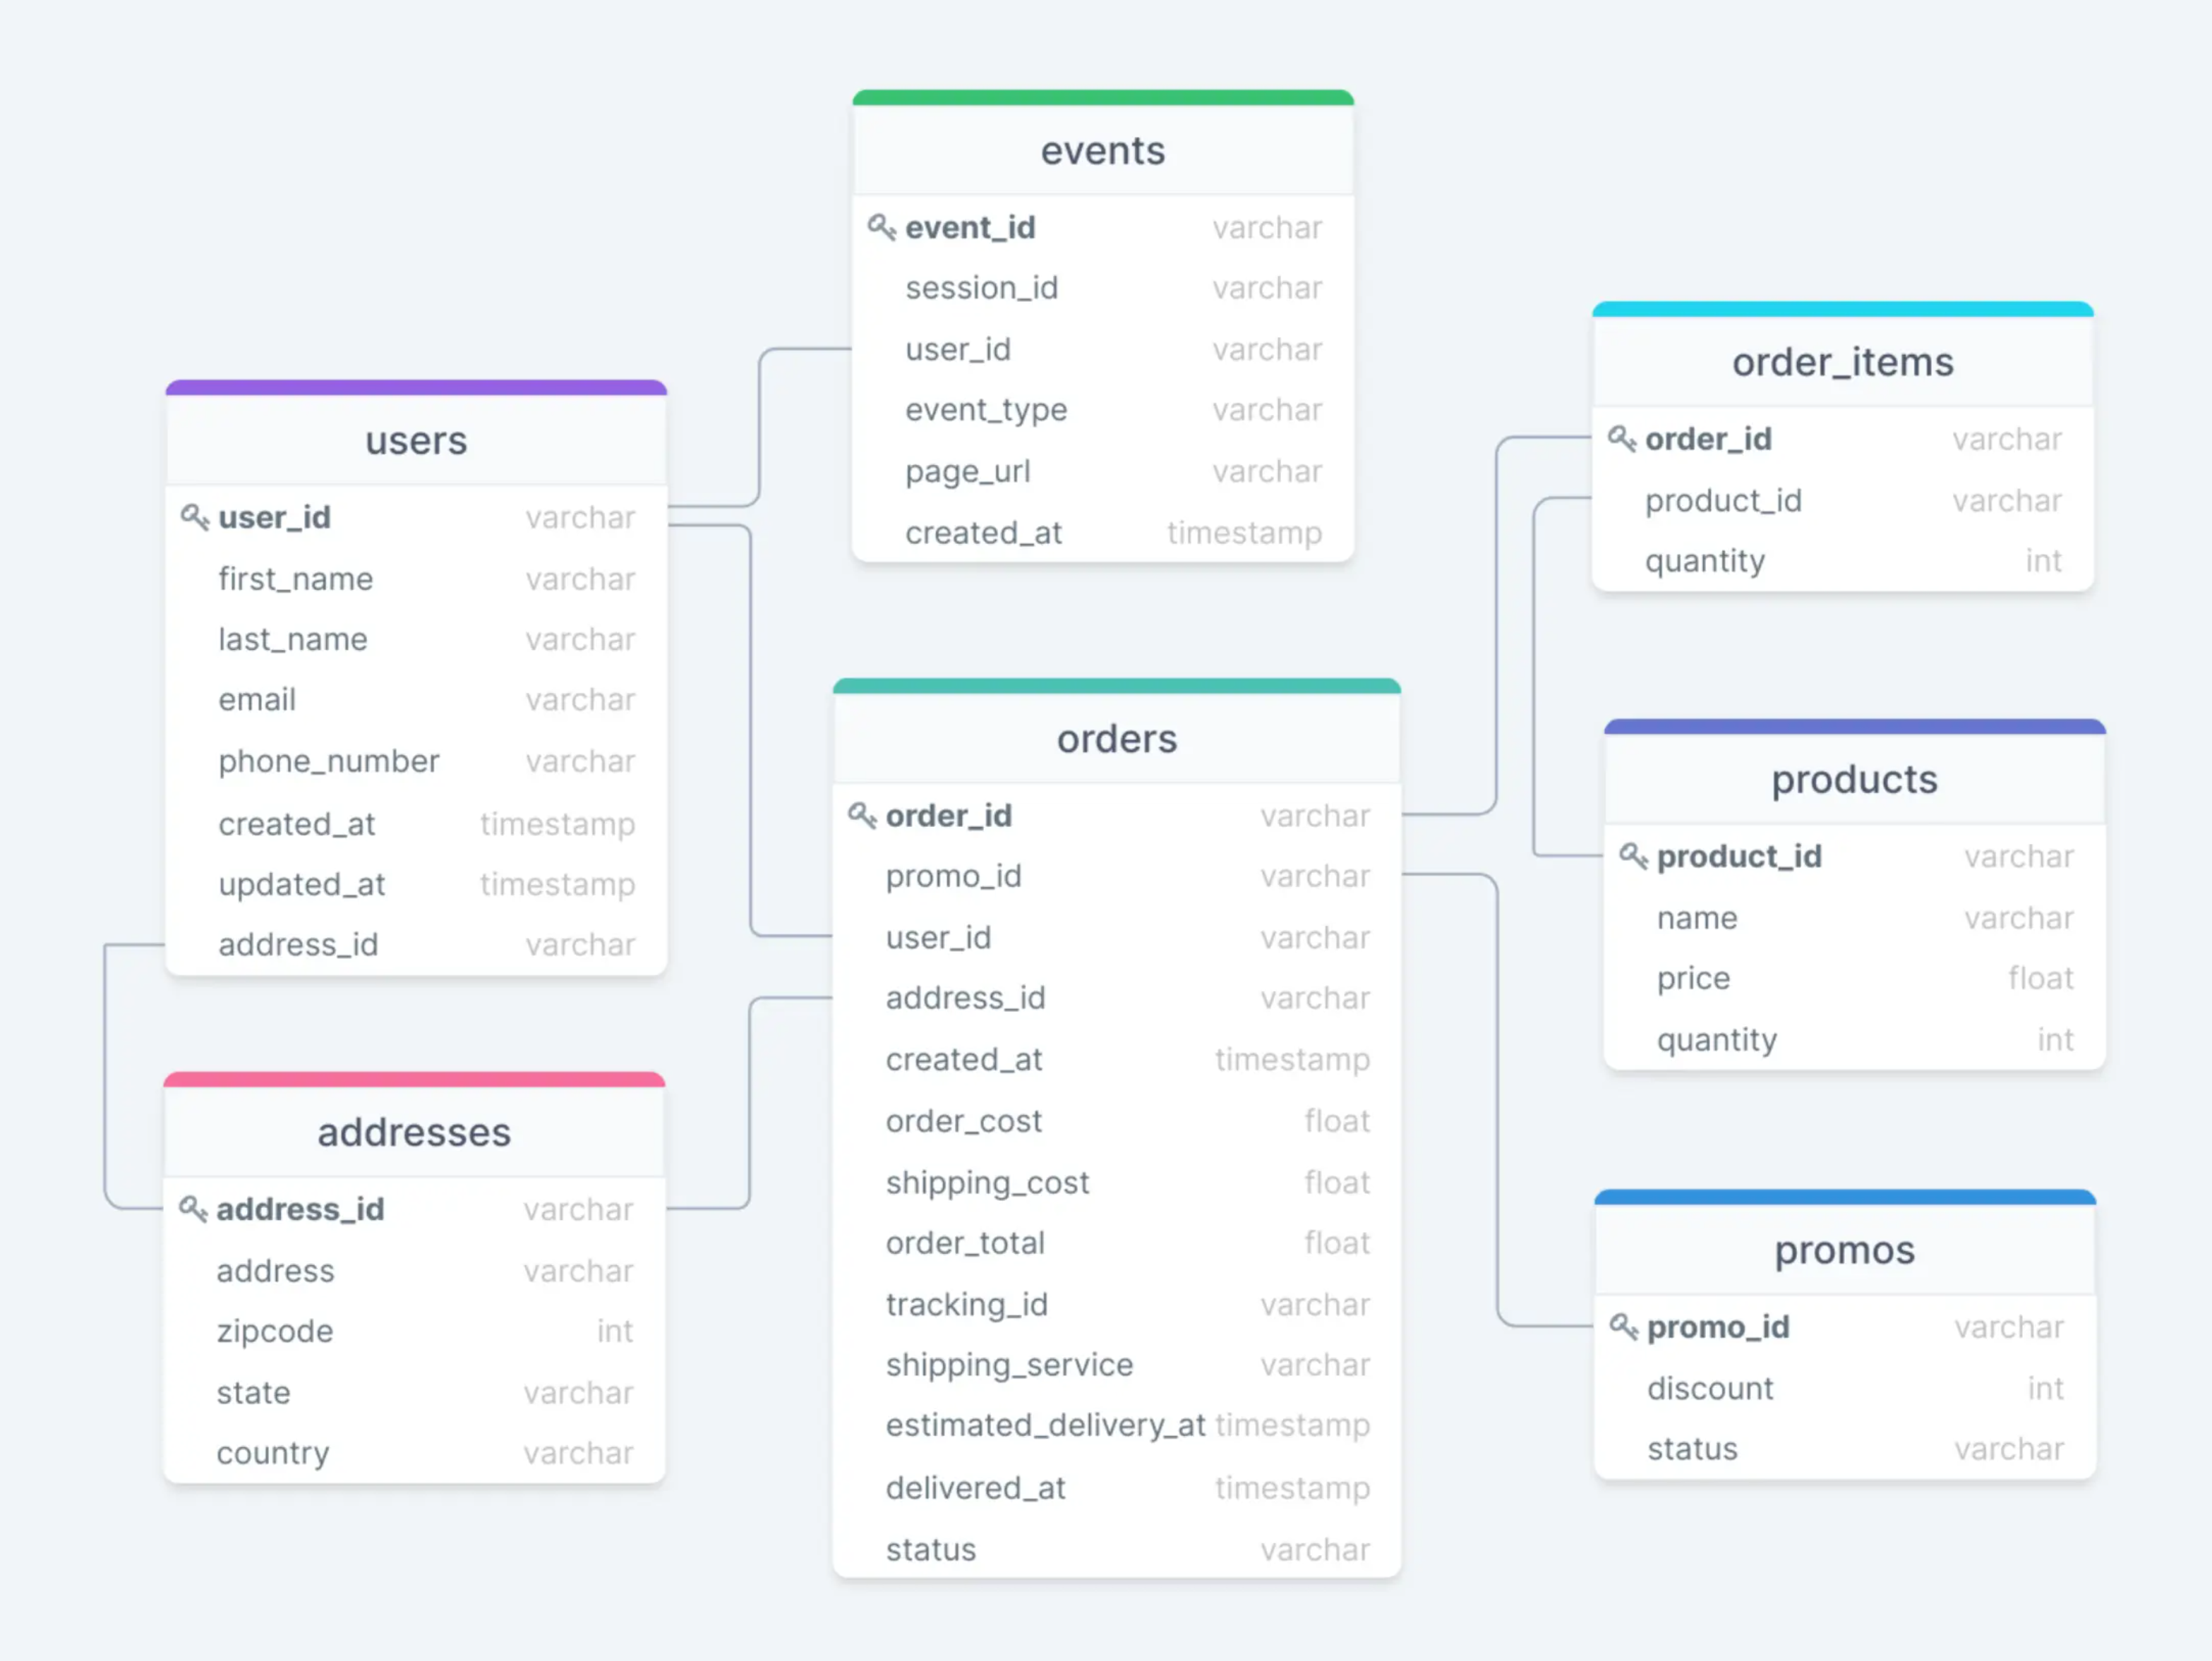 events
event_id varchar
session_id varchar
user_id varchar
event_type varchar
page_url varchar
created_at timestamp
users
user_id varchar
first_name varchar
last_name varchar
email varchar
phone_number varchar
created_at timestamp
updated_at timestamp
address_id varchar
addresses
address_id varchar
address varchar
zipcode int
state varchar
country varchar
orders
order_id varchar
promo_id varchar
user_id varchar
address_id varchar
created_at timestamp
order_cost float
shipping_cost float
order_total float
tracking_id varchar
shipping_service varchar
estimated_delivery_at timestamp
delivered_at timestamp
status varchar
order_items
order_id varchar
product_id varchar
quantity int
products
product_id varchar
name varchar
price float
quantity int
promos
promo_id varchar
discount int
status varchar